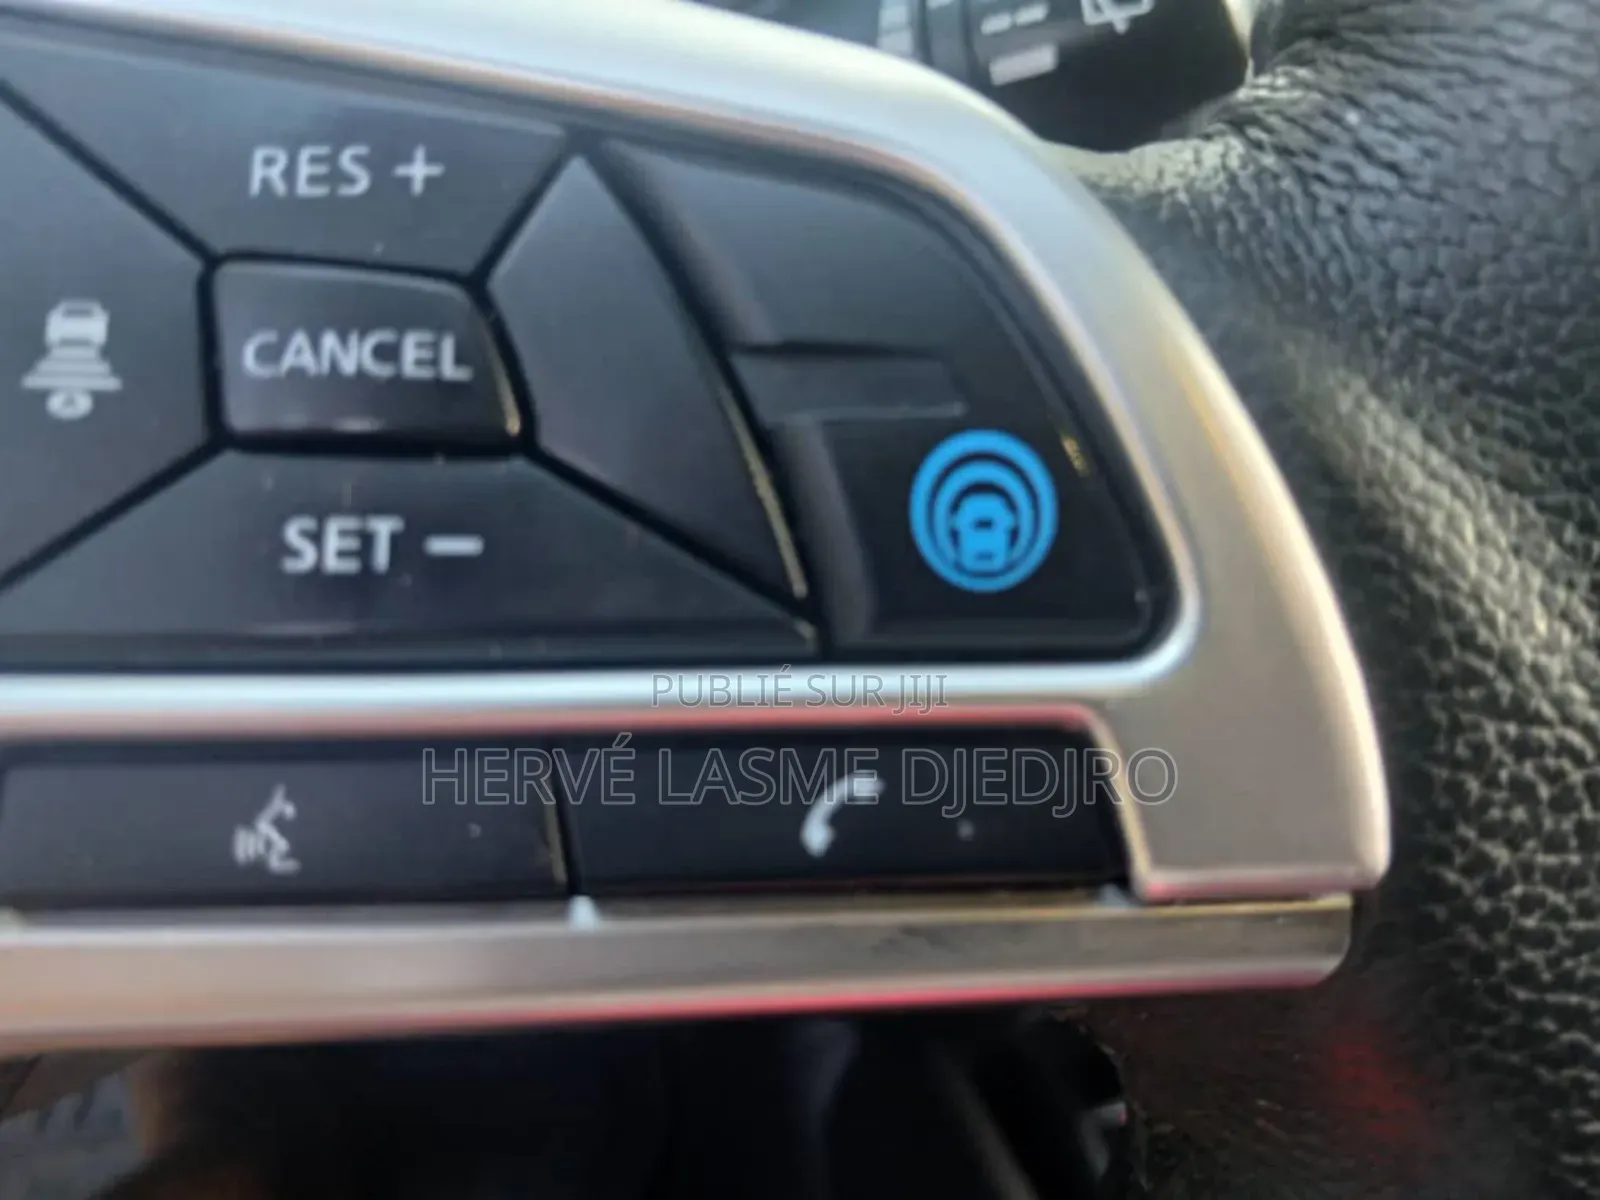 RES +
CANCEL
SET −
PUBLIÉ SUR JIJI
HERVÉ LASME DJEDJRO